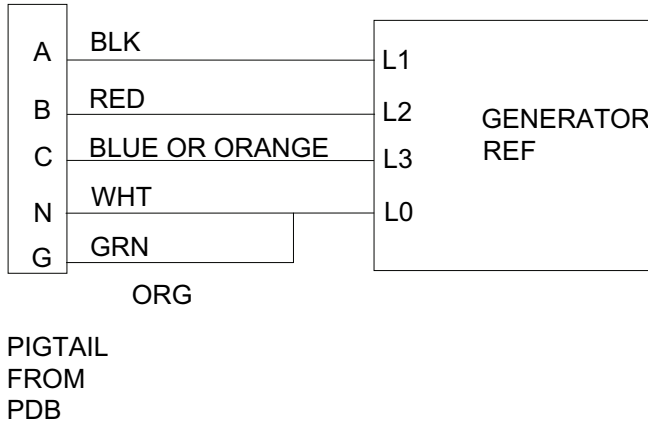 A BLK L1
B RED L2
C BLUE OR ORANGE L3
N WHT L0
G GRN
GENERATOR
REF
ORG
PIGTAIL
FROM
PDB